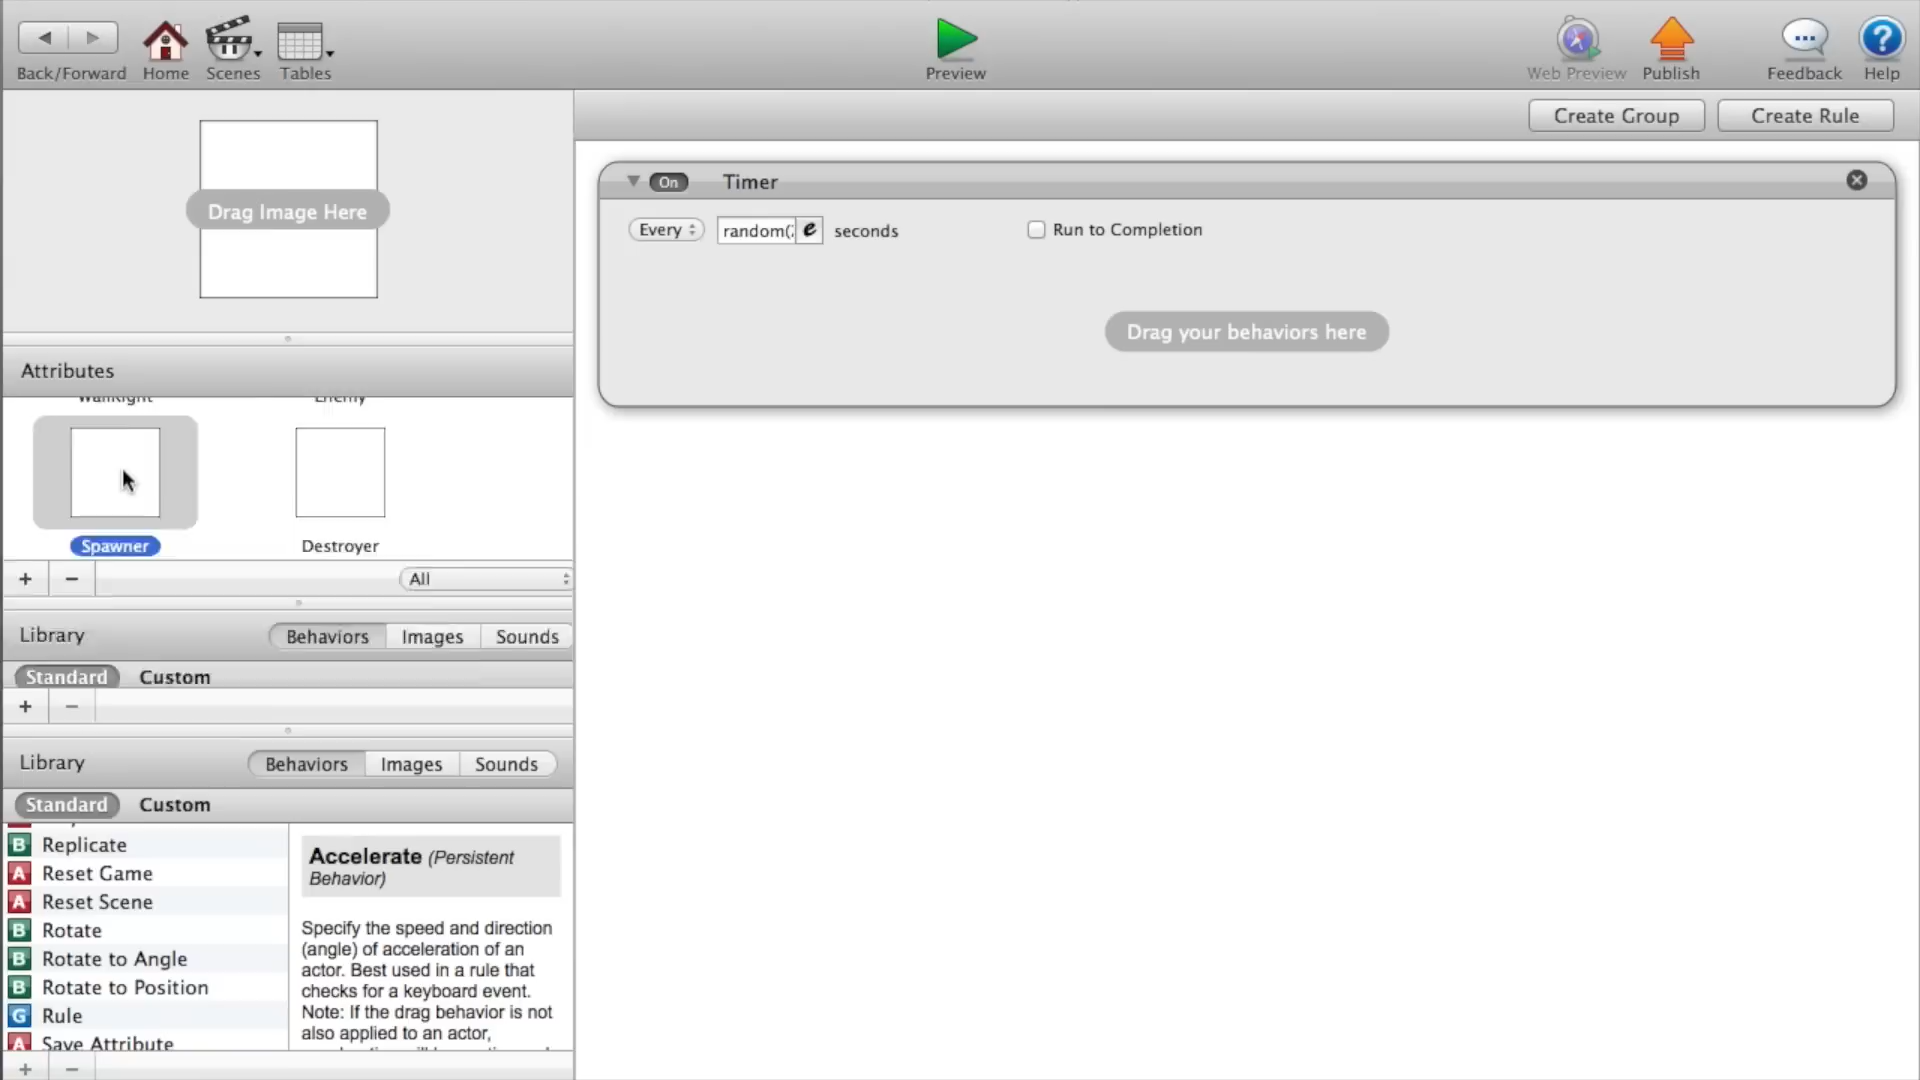 Back/Forward
Home
Scenes
Tables
Preview
Web Preview
Publish
Feedback
Help
Create Group
Create Rule
Drag Image Here
On
Timer
Every
random(
e
seconds
Run to Completion
Drag your behaviors here
Attributes
WallRight
Enemy
Spawner
Destroyer
+
−
All
Library
Behaviors
Images
Sounds
Standard
Custom
+
−
Library
Behaviors
Images
Sounds
Standard
Custom
B Replicate
A Reset Game
A Reset Scene
B Rotate
B Rotate to Angle
B Rotate to Position
G Rule
A Save Attribute
Accelerate (Persistent
Behavior)
Specify the speed and direction
(angle) of acceleration of an
actor. Best used in a rule that
checks for a keyboard event.
Note: If the drag behavior is not
also applied to an actor,
+
−